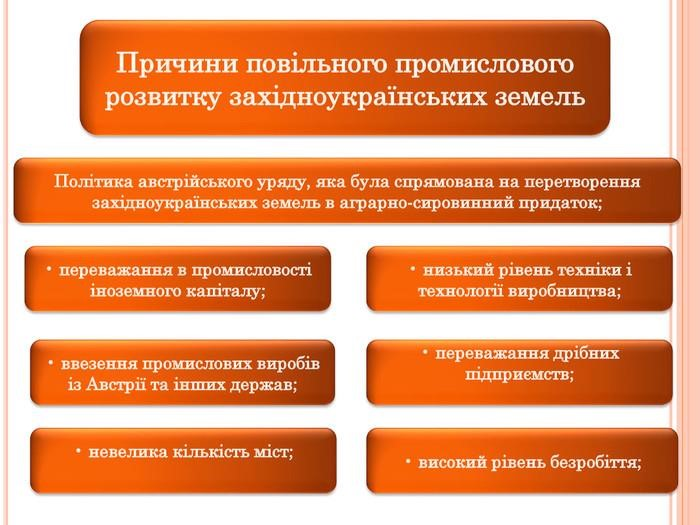 Причини повільного промислового
розвитку західноукраїнських земель
Політика австрійського уряду, яка була спрямована на перетворення
західноукраїнських земель в аграрно-сировинний придаток;
• переважання в промисловості
іноземного капіталу;
• низький рівень техніки і
технології виробництва;
• ввезення промислових виробів
із Австрії та інших держав;
• переважання дрібних
підприємств;
• невелика кількість міст;
• високий рівень безробіття;